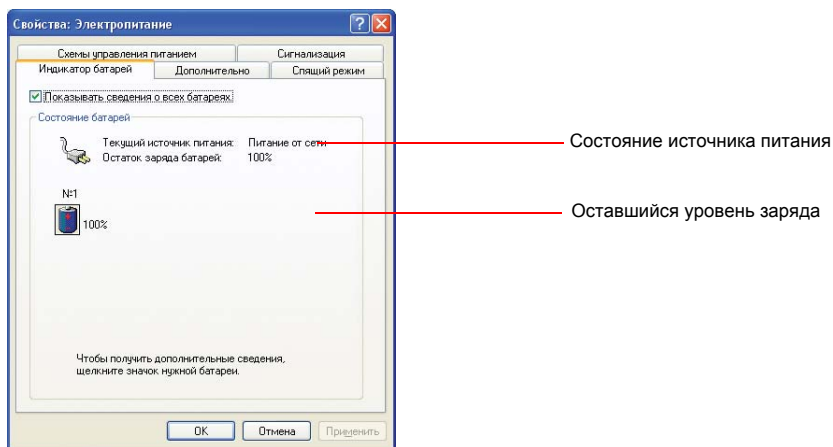 Свойства: Электропитание
Схемы управления питанием
Сигнализация
Индикатор батарей
Дополнительно
Спящий режим
Показывать сведения о всех батареях.
Состояние батарей
Текущий источник питания: Питание от сети
Остаток заряда батарей: 100%
Состояние источника питания
№1
100%
Оставшийся уровень заряда
Чтобы получить дополнительные сведения,
щелкните значок нужной батареи.
OK
Отмена
Применить